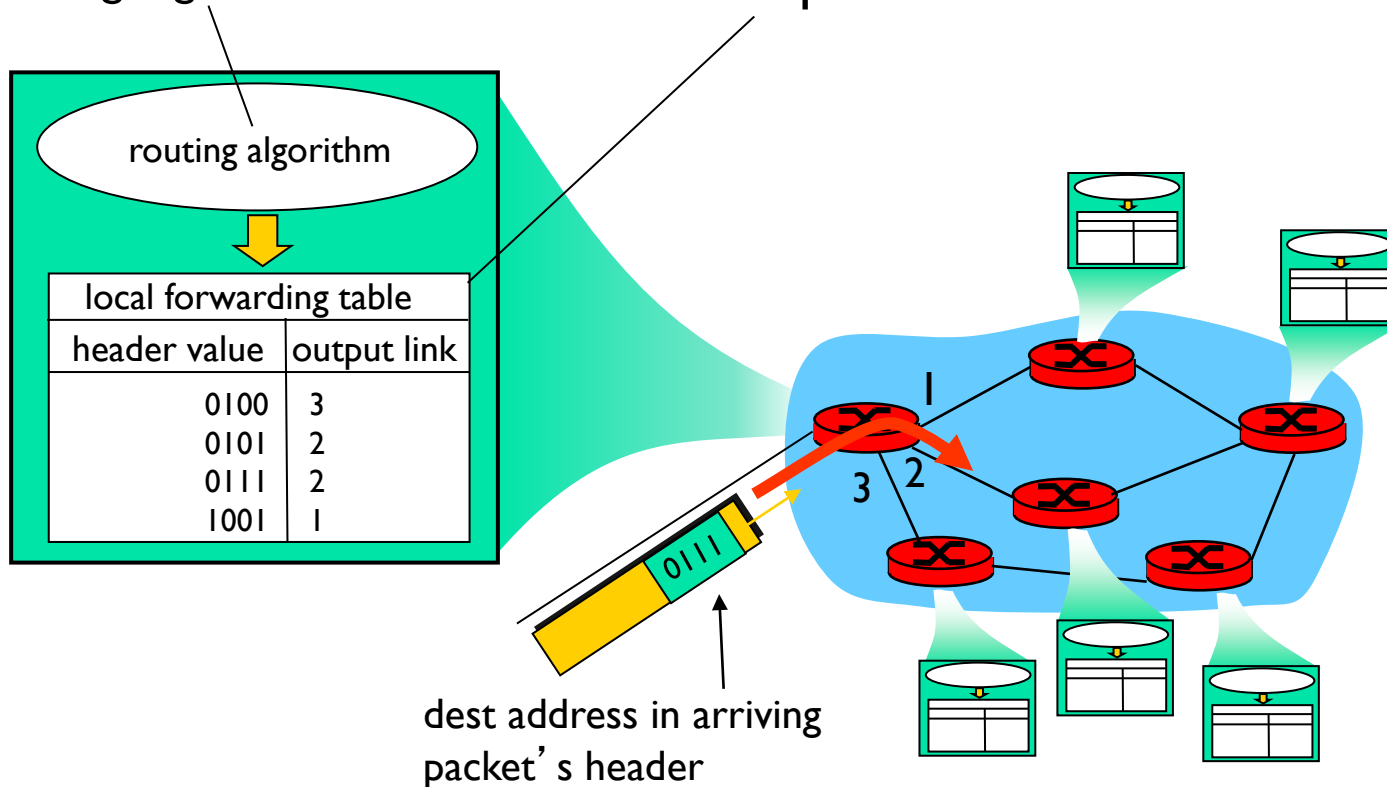 routing algorithm
local forwarding table
header value output link
0100 3
0101 2
0111 2
1001 1
1
2
3
0111
dest address in arriving
packet’ s header